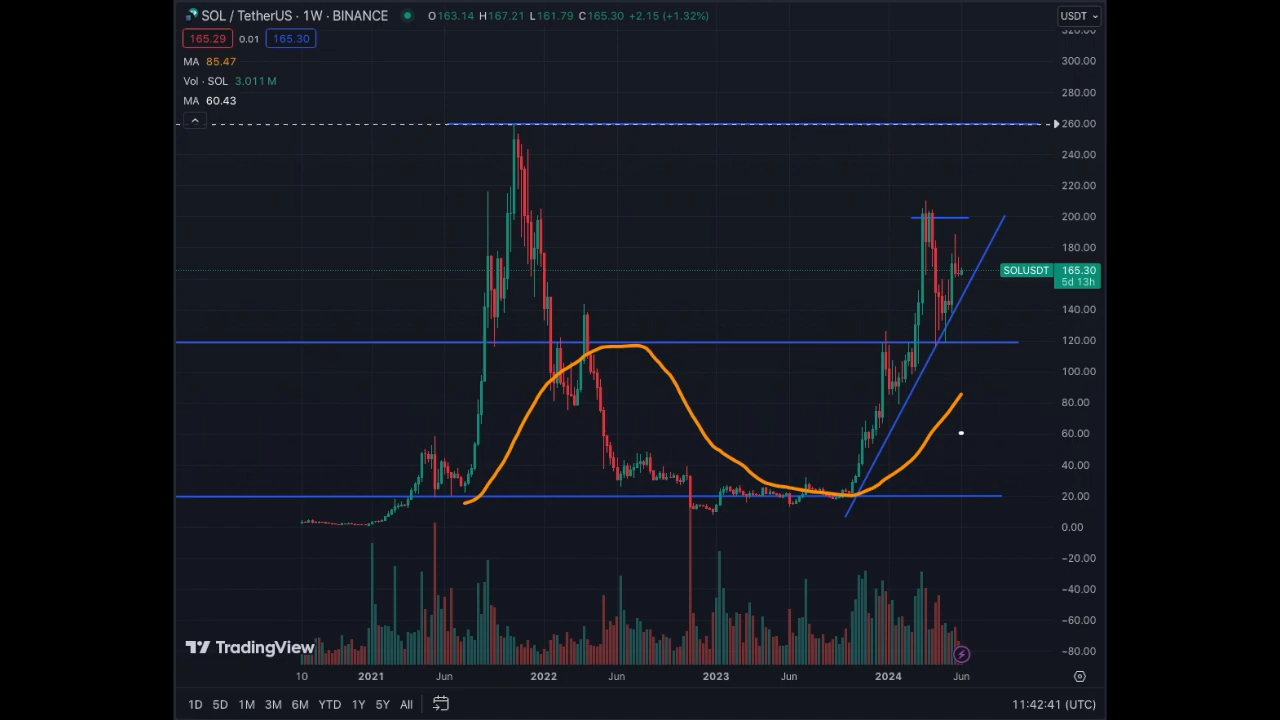 SOL / TetherUS · 1W · BINANCE O163.14 H167.21 L161.79 C165.30 +2.15 (+1.32%)
USDT
165.29 0.01 165.30
MA 85.47
Vol · SOL 3.011 M
MA 60.43
320.00
300.00
280.00
260.00
240.00
220.00
200.00
180.00
SOLUSDT 165.30
5d 13h
140.00
120.00
100.00
80.00
60.00
40.00
20.00
0.00
−20.00
−40.00
−60.00
−80.00
TradingView
10 2021 Jun 2022 Jun 2023 Jun 2024 Jun
1D 5D 1M 3M 6M YTD 1Y 5Y All
11:42:41 (UTC)